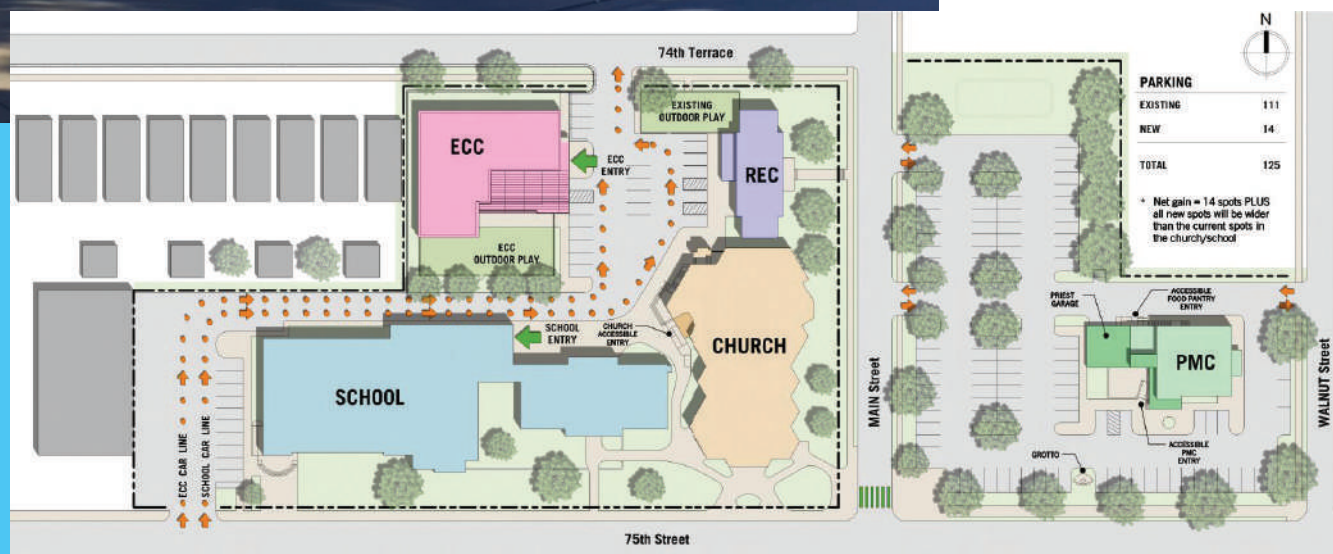 74th Terrace
N
PARKING
EXISTING 111
NEW 14
TOTAL 125
* Net gain = 14 spots PLUS
all new spots will be wider
than the current spots in
the church/school
EXISTING
OUTDOOR PLAY
ECC
ECC
ENTRY
REC
ECC
OUTDOOR PLAY
PRIEST
GARAGE
ACCESSIBLE
FOOD PANTRY
ENTRY
SCHOOL
ENTRY
CHURCH
ACCESSIBLE
ENTRY
CHURCH
PMC
SCHOOL
MAIN Street
WALNUT Street
ECC CAR LINE
SCHOOL CAR LINE
GROTTO
ACCESSIBLE
PMC
ENTRY
75th Street